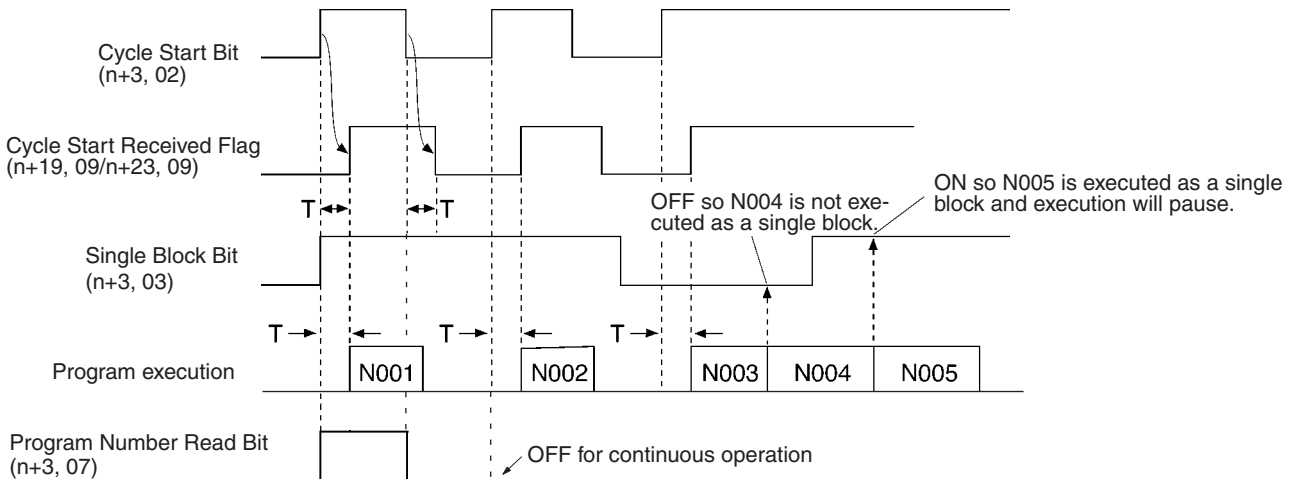 Cycle Start Bit
(n+3, 02)
Cycle Start Received Flag
(n+19, 09/n+23, 09)
T
T
OFF so N004 is not exe-
cuted as a single block.
ON so N005 is executed as a single
block and execution will pause.
Single Block Bit
(n+3, 03)
T
T
T
Program execution
N001
N002
N003
N004
N005
Program Number Read Bit
(n+3, 07)
OFF for continuous operation